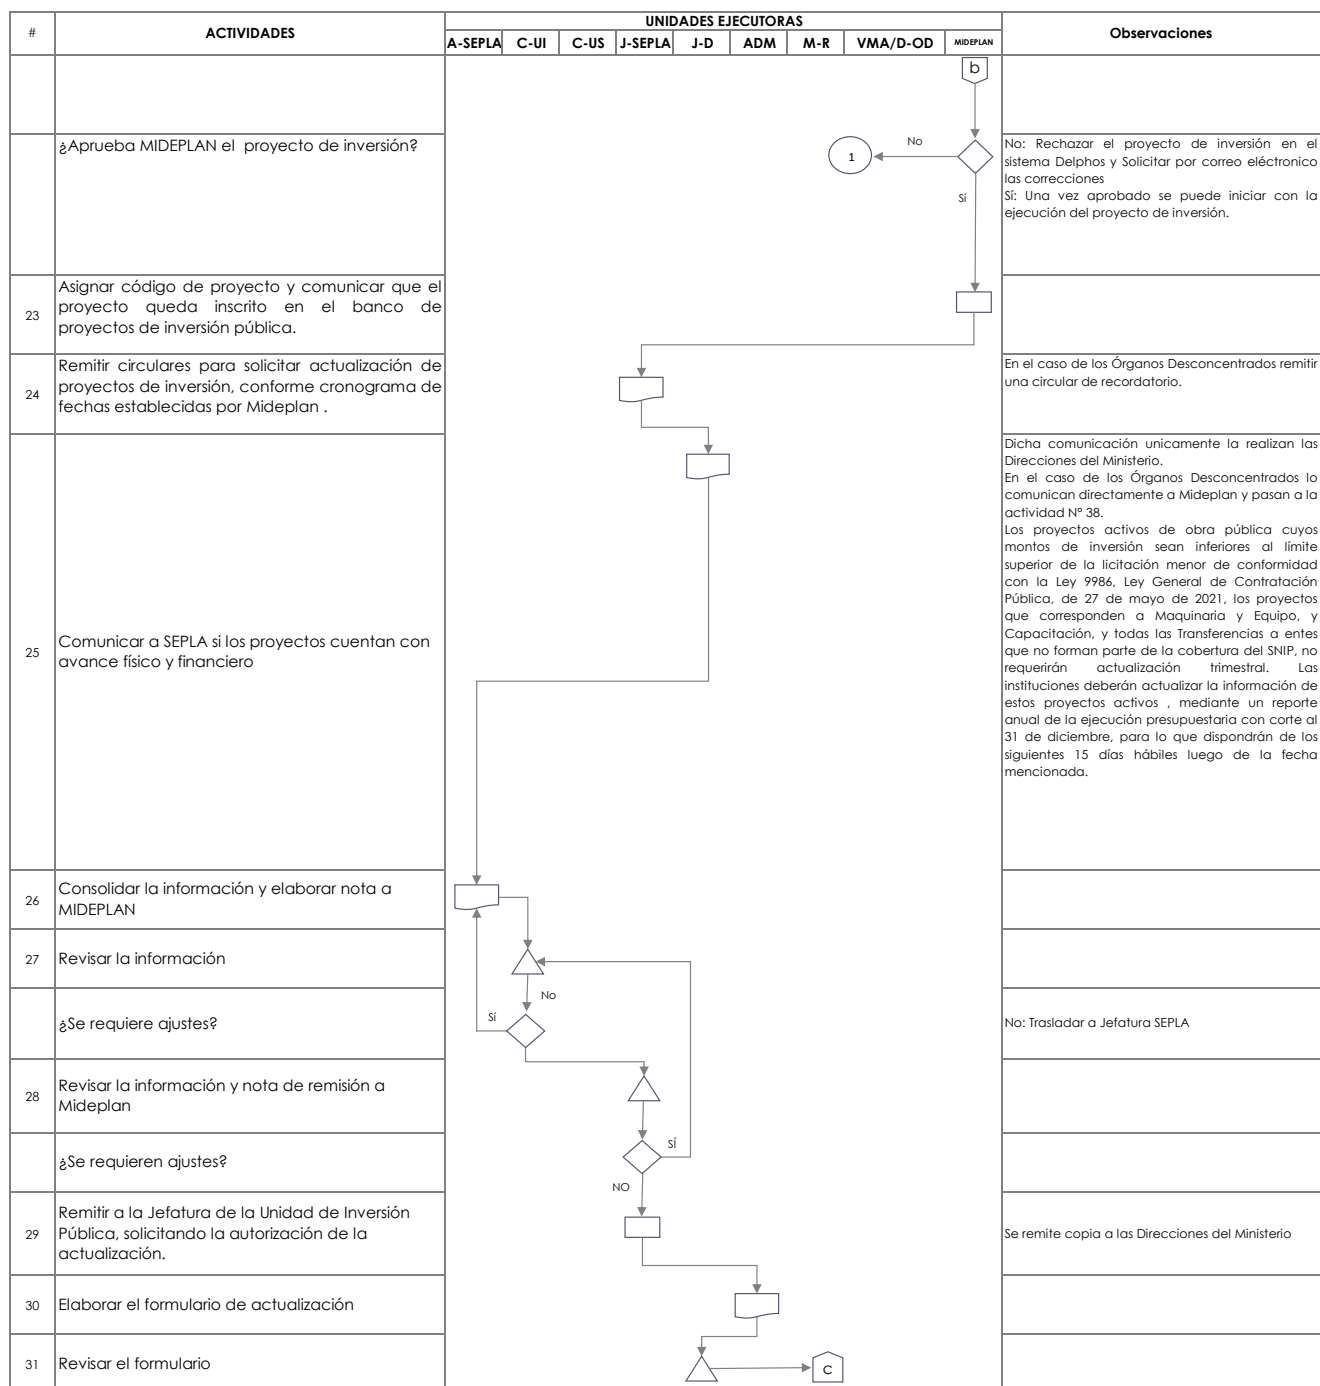 #
ACTIVIDADES
UNIDADES EJECUTORAS
Observaciones
A-SEPLA C-UI C-US J-SEPLA J-D ADM M-R VMA/D-OD MIDEPLAN
b
¿Aprueba MIDEPLAN el proyecto de inversión?
1
No
Sí
No: Rechazar el proyecto de inversión en el
sistema Delphos y Solicitar por correo eléctronico
las correcciones
Sí: Una vez aprobado se puede iniciar con la
ejecución del proyecto de inversión.
23
Asignar código de proyecto y comunicar que el
proyecto queda inscrito en el banco de
proyectos de inversión pública.
24
Remitir circulares para solicitar actualización de
proyectos de inversión, conforme cronograma de
fechas establecidas por Mideplan .
En el caso de los Órganos Desconcentrados remitir
una circular de recordatorio.
25
Comunicar a SEPLA si los proyectos cuentan con
avance físico y financiero
Dicha comunicación unicamente la realizan las
Direcciones del Ministerio.
En el caso de los Órganos Desconcentrados lo
comunican directamente a Mideplan y pasan a la
actividad N° 38.
Los proyectos activos de obra pública cuyos
montos de inversión sean inferiores al límite
superior de la licitación menor de conformidad
con la Ley 9986, Ley General de Contratación
Pública, de 27 de mayo de 2021, los proyectos
que corresponden a Maquinaria y Equipo, y
Capacitación, y todas las Transferencias a entes
que no forman parte de la cobertura del SNIP, no
requerirán actualización trimestral. Las
instituciones deberán actualizar la información de
estos proyectos activos , mediante un reporte
anual de la ejecución presupuestaria con corte al
31 de diciembre, para lo que dispondrán de los
siguientes 15 días hábiles luego de la fecha
mencionada.
26
Consolidar la información y elaborar nota a
MIDEPLAN
27
Revisar la información
No
¿Se requiere ajustes?
Sí
No: Trasladar a Jefatura SEPLA
28
Revisar la información y nota de remisión a
Mideplan
¿Se requieren ajustes?
SÍ
NO
29
Remitir a la Jefatura de la Unidad de Inversión
Pública, solicitando la autorización de la
actualización.
Se remite copia a las Direcciones del Ministerio
30
Elaborar el formulario de actualización
31
Revisar el formulario
c